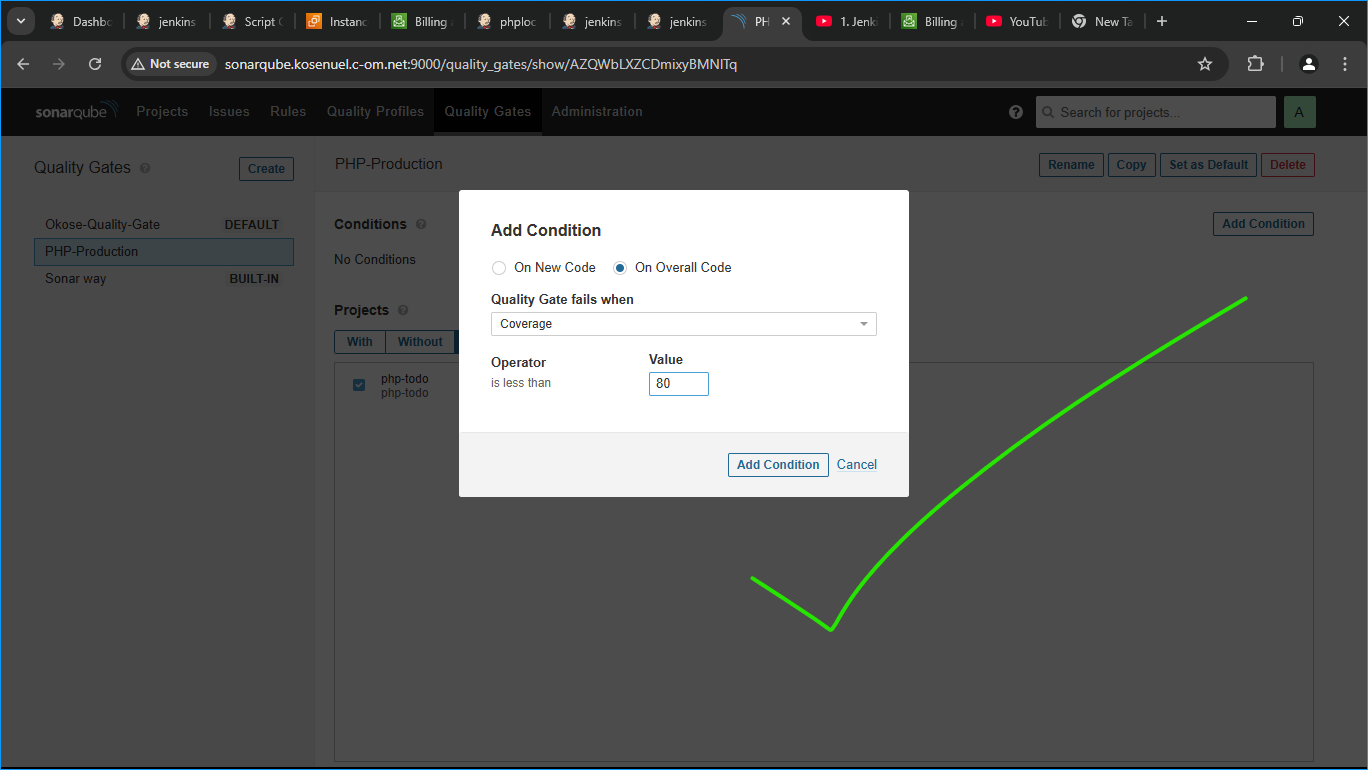 Dashbo jenkins Script C Instanc Billing a phploc jenkins jenkins PH 1. Jenki Billing a YouTub New Ta
Not secure sonarqube.kosenuel.c-om.net:9000/quality_gates/show/AZQWbLXZCDmixyBMNITq
sonarqube Projects Issues Rules Quality Profiles Quality Gates Administration ? Search for projects... A
Quality Gates ? Create
PHP-Production Rename Copy Set as Default Delete
Okose-Quality-Gate DEFAULT
PHP-Production
Sonar way BUILT-IN
Conditions ? Add Condition
No Conditions
Projects ?
With Without
php-todo
php-todo
Add Condition
On New Code On Overall Code
Quality Gate fails when
Coverage
Operator Value
is less than 80
Add Condition Cancel